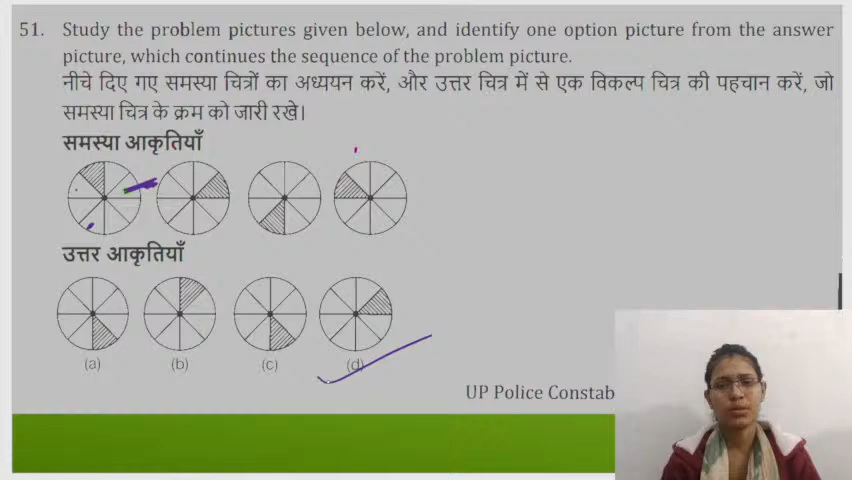 51. Study the problem pictures given below, and identify one option picture from the answer
picture, which continues the sequence of the problem picture.
नीचे दिए गए समस्या चित्रों का अध्ययन करें, और उत्तर चित्र में से एक विकल्प चित्र की पहचान करें, जो
समस्या चित्र के क्रम को जारी रखे।
समस्या आकृतियाँ
उत्तर आकृतियाँ
(a) (b) (c) (d)
UP Police Constab